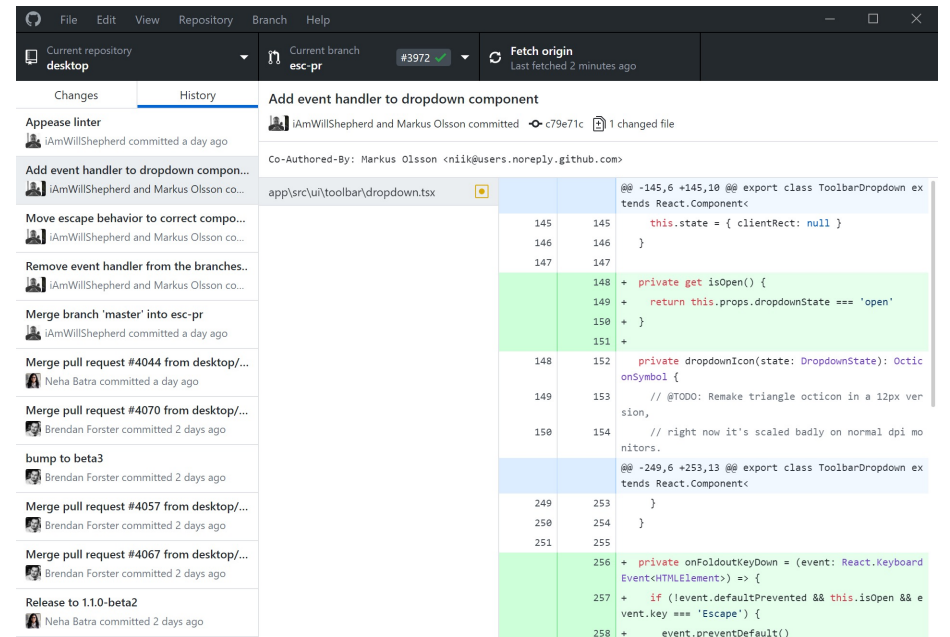 File Edit View Repository Branch Help
Current repository
desktop
Current branch
esc-pr
#3972
Fetch origin
Last fetched 2 minutes ago
Changes
History
Appease linter
iAmWillShepherd committed a day ago
Add event handler to dropdown compon...
iAmWillShepherd and Markus Olsson co...
Move escape behavior to correct compo...
iAmWillShepherd and Markus Olsson co...
Remove event handler from the branches..
iAmWillShepherd and Markus Olsson co...
Merge branch 'master' into esc-pr
iAmWillShepherd committed a day ago
Merge pull request #4044 from desktop/...
Neha Batra committed a day ago
Merge pull request #4070 from desktop/...
Brendan Forster committed 2 days ago
bump to beta3
Brendan Forster committed 2 days ago
Merge pull request #4057 from desktop/...
Brendan Forster committed 2 days ago
Merge pull request #4067 from desktop/...
Brendan Forster committed 2 days ago
Release to 1.1.0-beta2
Neha Batra committed 2 days ago
Add event handler to dropdown component
iAmWillShepherd and Markus Olsson committed c79e71c 1 changed file
Co-Authored-By: Markus Olsson <niik@users.noreply.github.com>
app\src\ui\toolbar\dropdown.tsx
@@ -145,6 +145,10 @@ export class ToolbarDropdown ex
tends React.Component<
145 145 this.state = { clientRect: null }
146 146 }
147 147
148 + private get isOpen() {
149 + return this.props.dropdownState === 'open'
150 + }
151 +
148 152 private dropdownIcon(state: DropdownState): Octic
onSymbol {
149 153 // @TODO: Remake triangle octicon in a 12px ver
sion,
150 154 // right now it's scaled badly on normal dpi mo
nitors.
@@ -249,6 +253,13 @@ export class ToolbarDropdown ex
tends React.Component<
249 253 }
250 254 }
251 255
256 + private onFoldoutKeyDown = (event: React.Keyboard
Event<HTMLElement>) => {
257 + if (!event.defaultPrevented && this.isOpen && e
vent.key === 'Escape') {
258 + event.preventDefault()